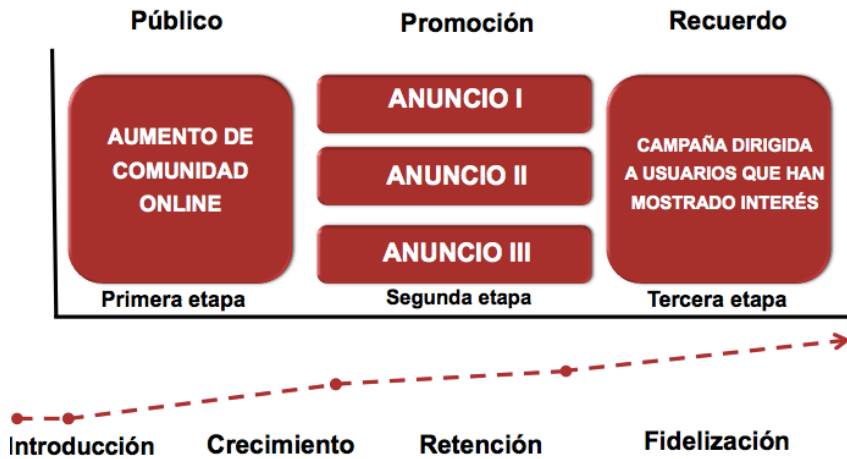 Público
Promoción
Recuerdo
AUMENTO DE
COMUNIDAD
ONLINE
ANUNCIO I
ANUNCIO II
ANUNCIO III
CAMPAÑA DIRIGIDA
A USUARIOS QUE HAN
MOSTRADO INTERÉS
Primera etapa
Segunda etapa
Tercera etapa
Introducción
Crecimiento
Retención
Fidelización